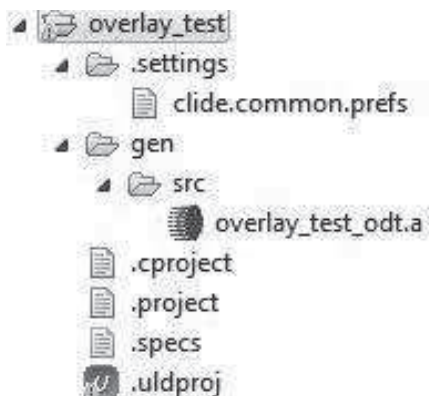 overlay_test
.settings
clide.common.prefs
gen
src
overlay_test_odt.a
.cproject
.project
.specs
.uldproj